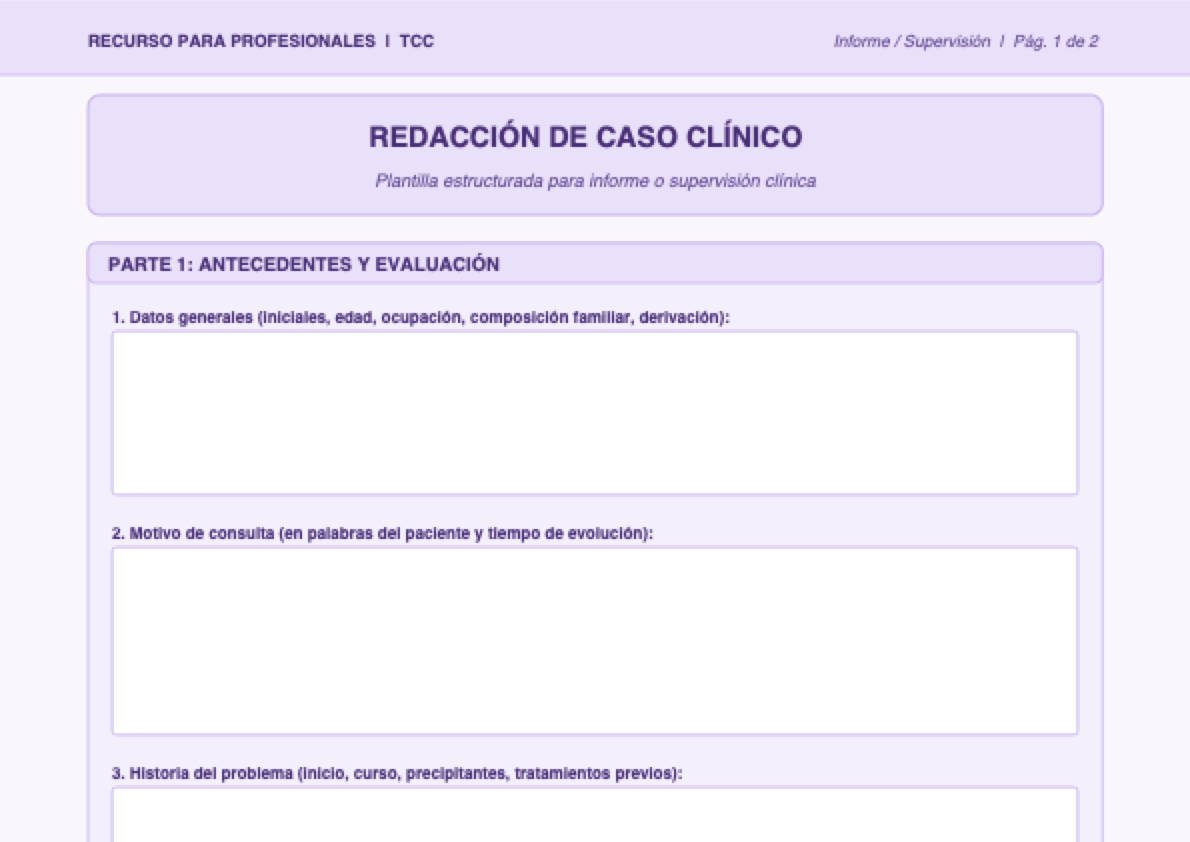 RECURSO PARA PROFESIONALES | TCC
Informe / Supervisión | Pág. 1 de 2
REDACCIÓN DE CASO CLÍNICO
Plantilla estructurada para informe o supervisión clínica
PARTE 1: ANTECEDENTES Y EVALUACIÓN
1. Datos generales (iniciales, edad, ocupación, composición familiar, derivación):
2. Motivo de consulta (en palabras del paciente y tiempo de evolución):
3. Historia del problema (inicio, curso, precipitantes, tratamientos previos):